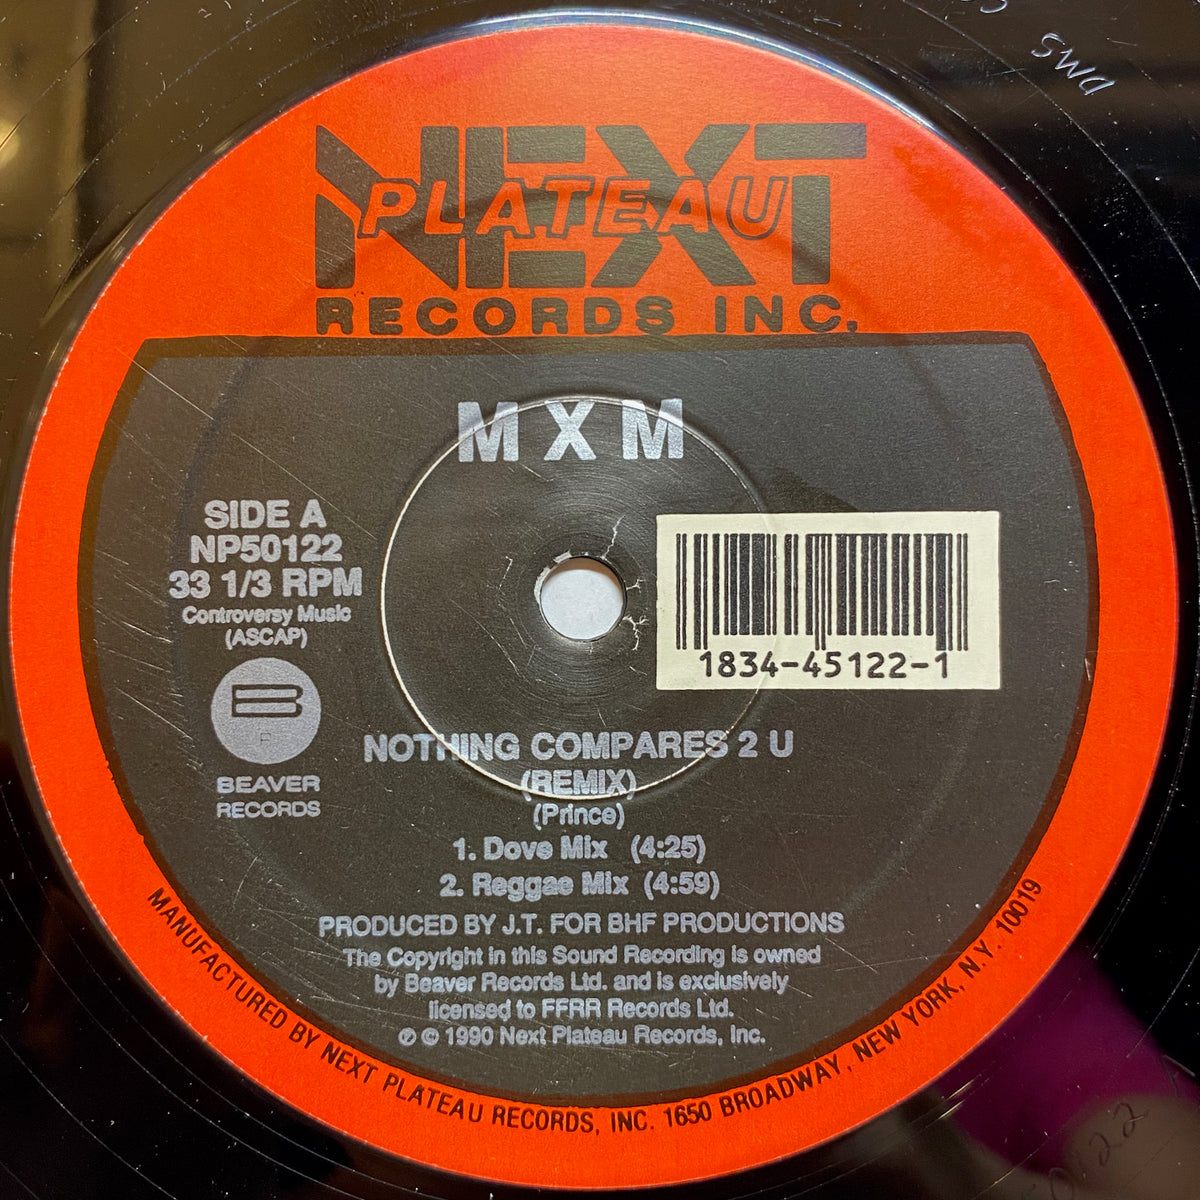 NEXT
PLATEAU
RECORDS INC.
M X M
SIDE A
NP50122
33 1/3 RPM
Controversy Music
(ASCAP)
B
P
BEAVER
RECORDS
1834-45122-1
NOTHING COMPARES 2 U
(REMIX)
(Prince)
1. Dove Mix (4:25)
2. Reggae Mix (4:59)
PRODUCED BY J.T. FOR BHF PRODUCTIONS
The Copyright in this Sound Recording is owned
by Beaver Records Ltd. and is exclusively
licensed to FFRR Records Ltd.
℗ © 1990 Next Plateau Records, Inc.
MANUFACTURED BY NEXT PLATEAU RECORDS, INC. 1650 BROADWAY, NEW YORK, N.Y. 10019
DMS